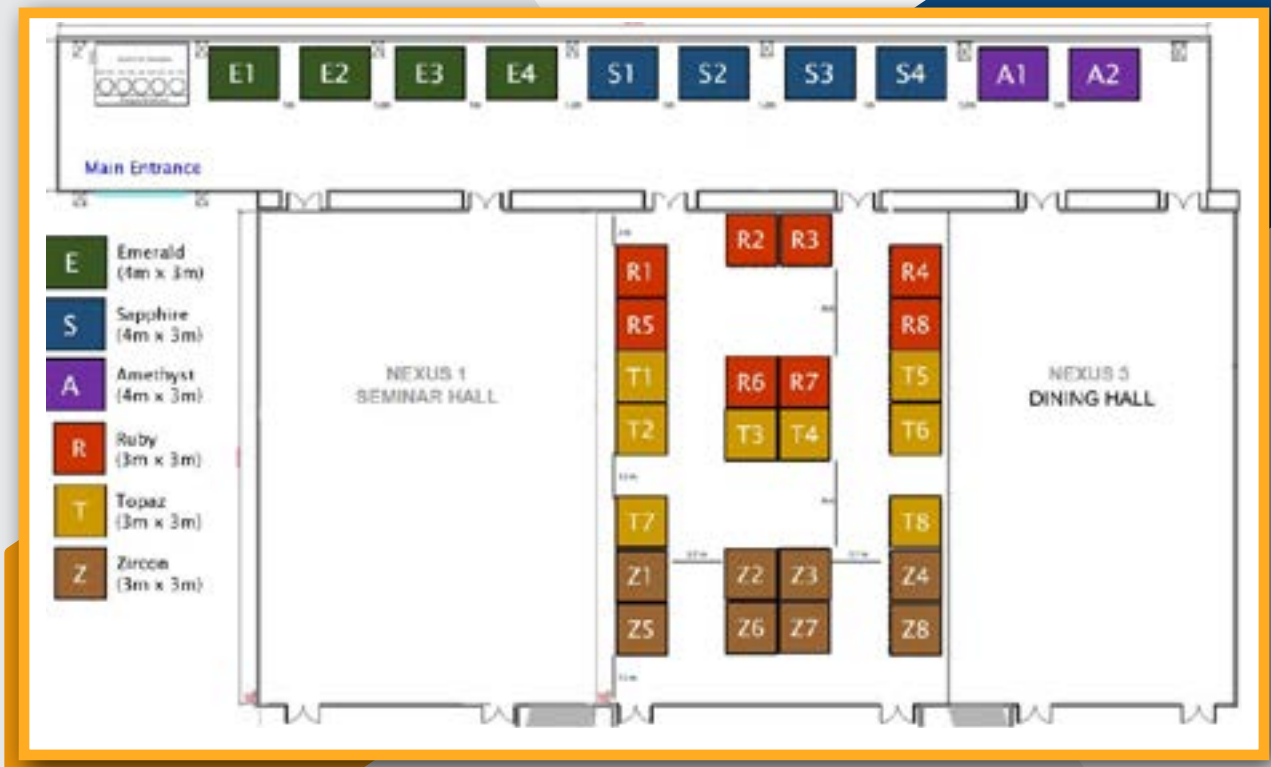 E1 E2 E3 E4 S1 S2 S3 S4 A1 A2
Main Entrance
E Emerald
(4m x 3m)
S Sapphire
(4m x 3m)
A Amethyst
(4m x 3m)
R Ruby
(3m x 3m)
T Topaz
(3m x 3m)
Z Zircon
(3m x 3m)
NEXUS 1
SEMINAR HALL
R2 R3
R1 R4
R5 R8
T1 R6 R7 T5
T2 T3 T4 T6
T7 T8
Z1 Z2 Z3 Z4
Z5 Z6 Z7 Z8
NEXUS 3
DINING HALL